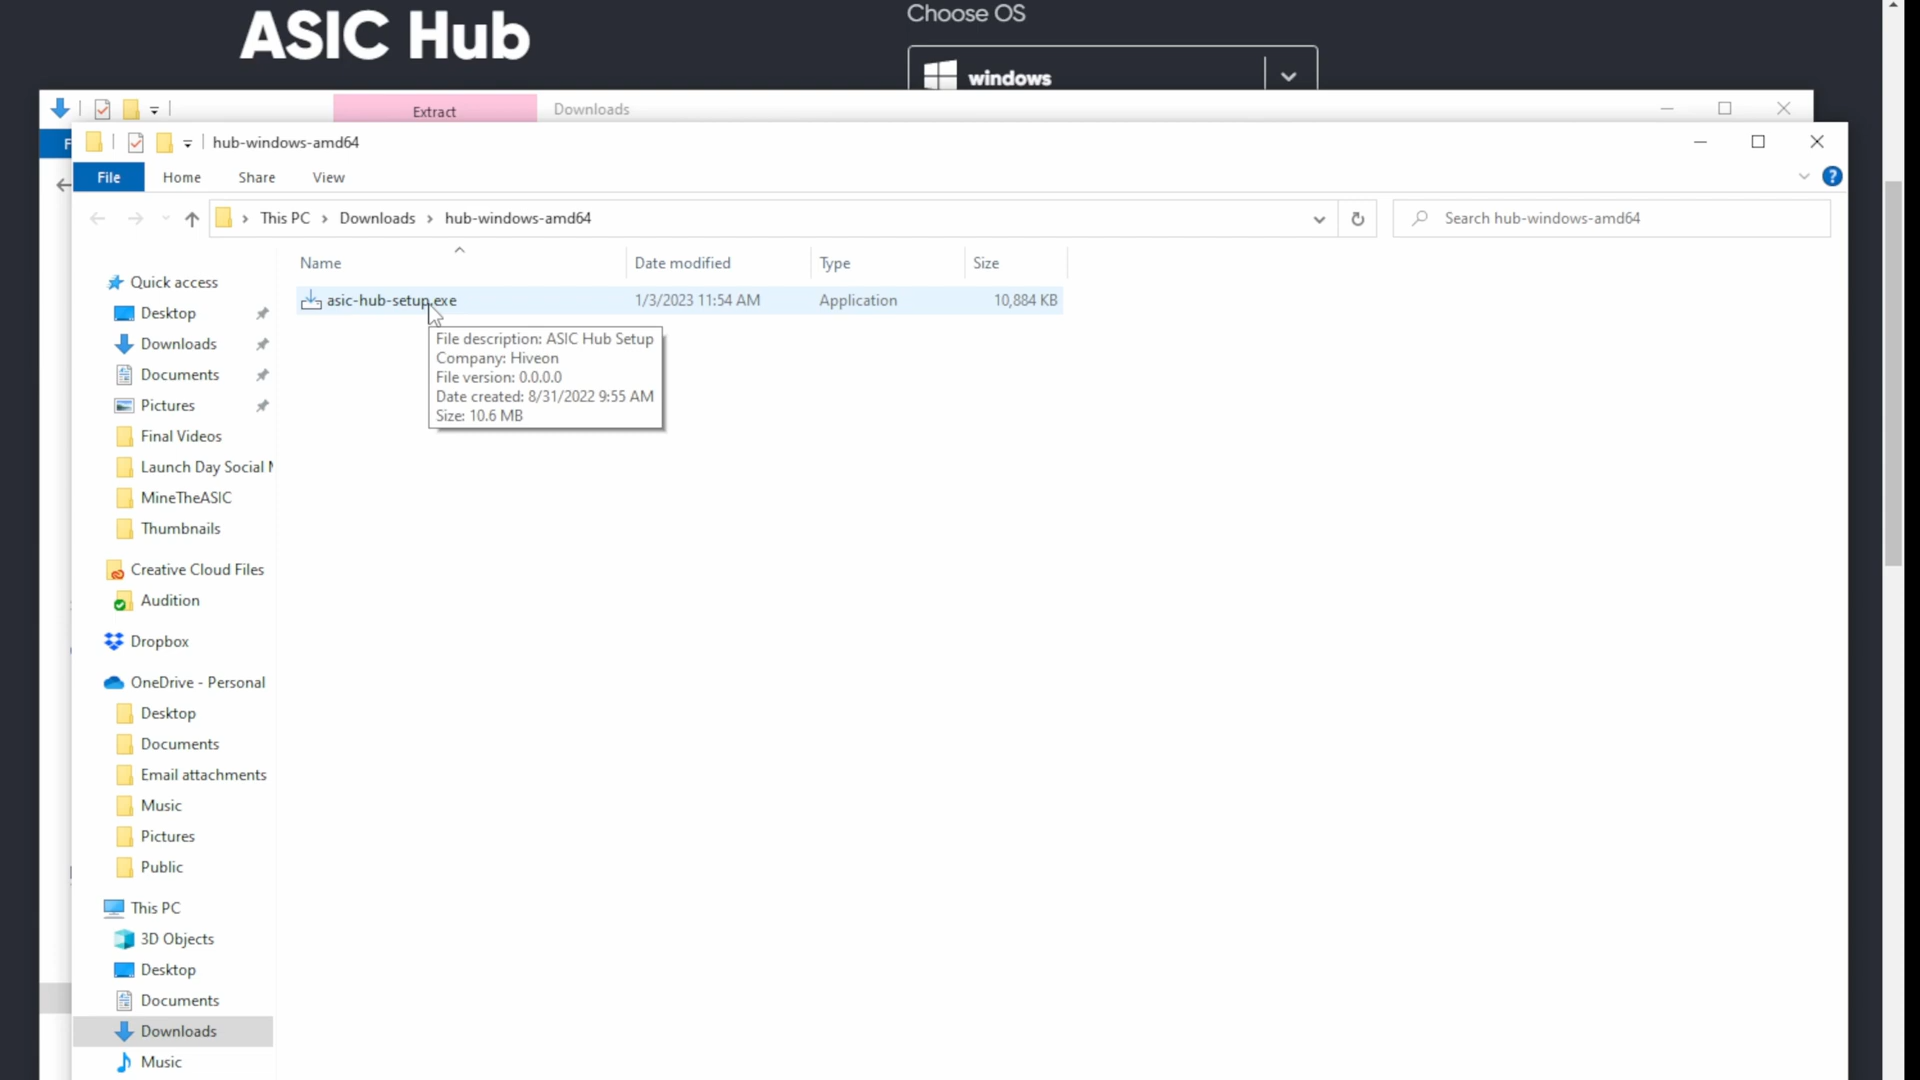 ASIC Hub
Choose OS
windows
Extract
Downloads
hub-windows-amd64
File
Home
Share
View
This PC
Downloads
hub-windows-amd64
Search hub-windows-amd64
Name
Date modified
Type
Size
asic-hub-setup.exe
1/3/2023 11:54 AM
Application
10,884 KB
File description: ASIC Hub Setup
Company: Hiveon
File version: 0.0.0.0
Date created: 8/31/2022 9:55 AM
Size: 10.6 MB
Quick access
Desktop
Downloads
Documents
Pictures
Final Videos
Launch Day Social
MineTheASIC
Thumbnails
Creative Cloud Files
Audition
Dropbox
OneDrive - Personal
Desktop
Documents
Email attachments
Music
Pictures
Public
This PC
3D Objects
Desktop
Documents
Downloads
Music